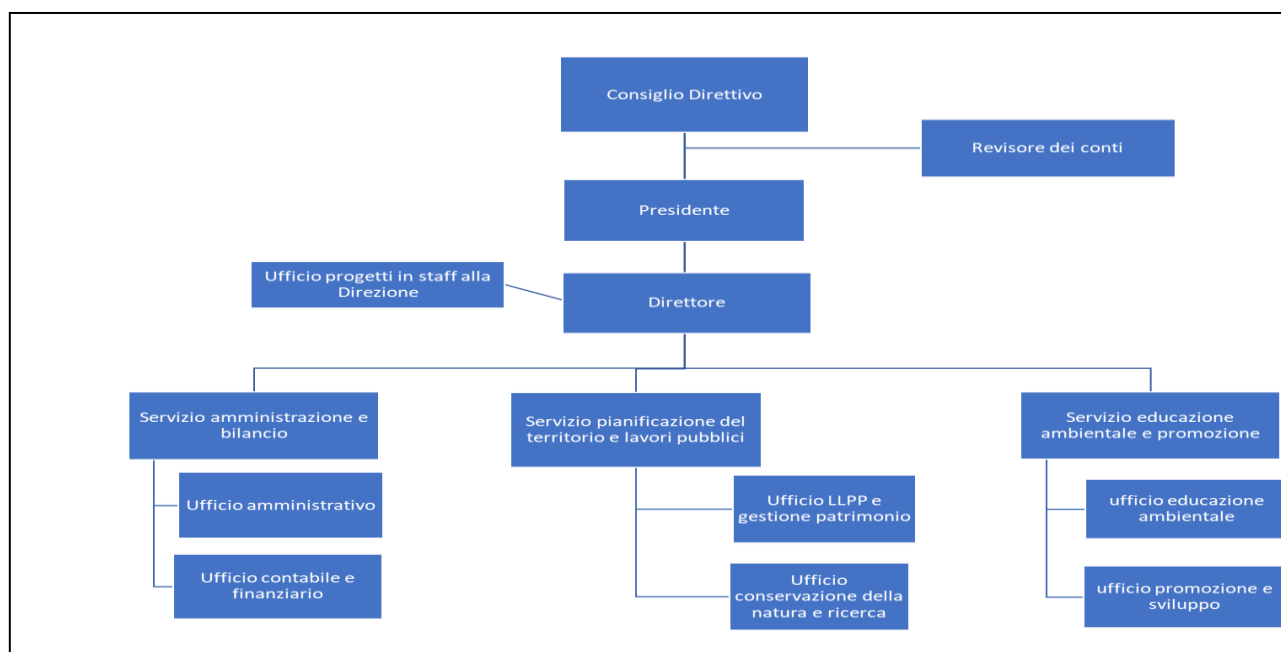 Consiglio Direttivo
Revisore dei conti
Presidente
Ufficio progetti in staff alla
Direzione
Direttore
Servizio amministrazione e
bilancio
Servizio pianificazione del
territorio e lavori pubblici
Servizio educazione
ambientale e promozione
Ufficio amministrativo
Ufficio LLPP e
gestione patrimonio
ufficio educazione
ambientale
Ufficio contabile e
finanziario
Ufficio
conservazione della
natura e ricerca
ufficio promozione e
sviluppo